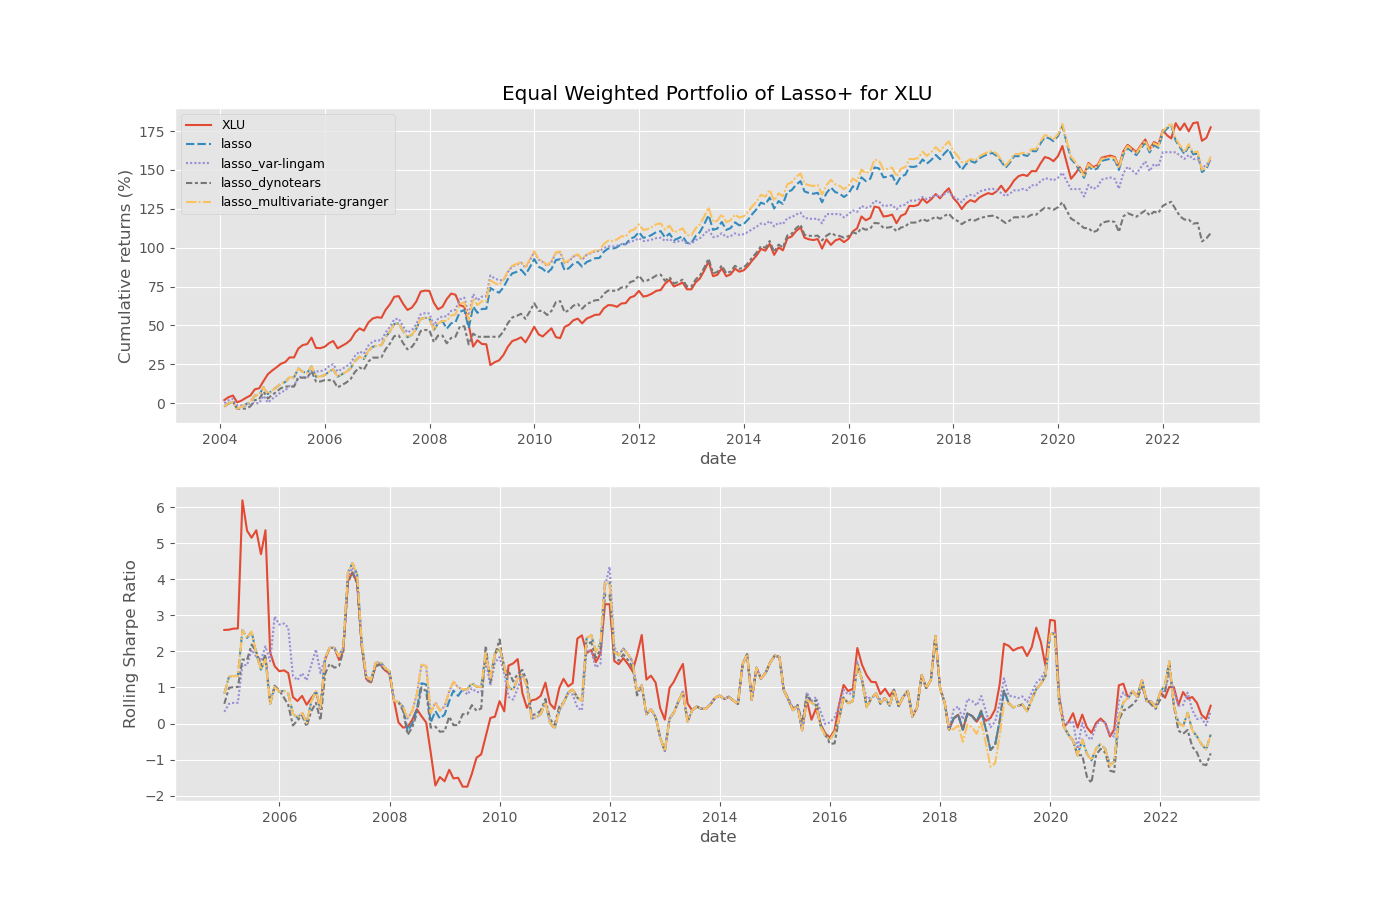 Equal Weighted Portfolio of Lasso+ for XLU
Cumulative returns (%)
175
150
125
100
75
50
25
0
XLU
lasso
lasso_var-lingam
lasso_dynotears
lasso_multivariate-granger
2004 2006 2008 2010 2012 2014 2016 2018 2020 2022
date
Rolling Sharpe Ratio
6
5
4
3
2
1
0
−1
−2
2006 2008 2010 2012 2014 2016 2018 2020 2022
date